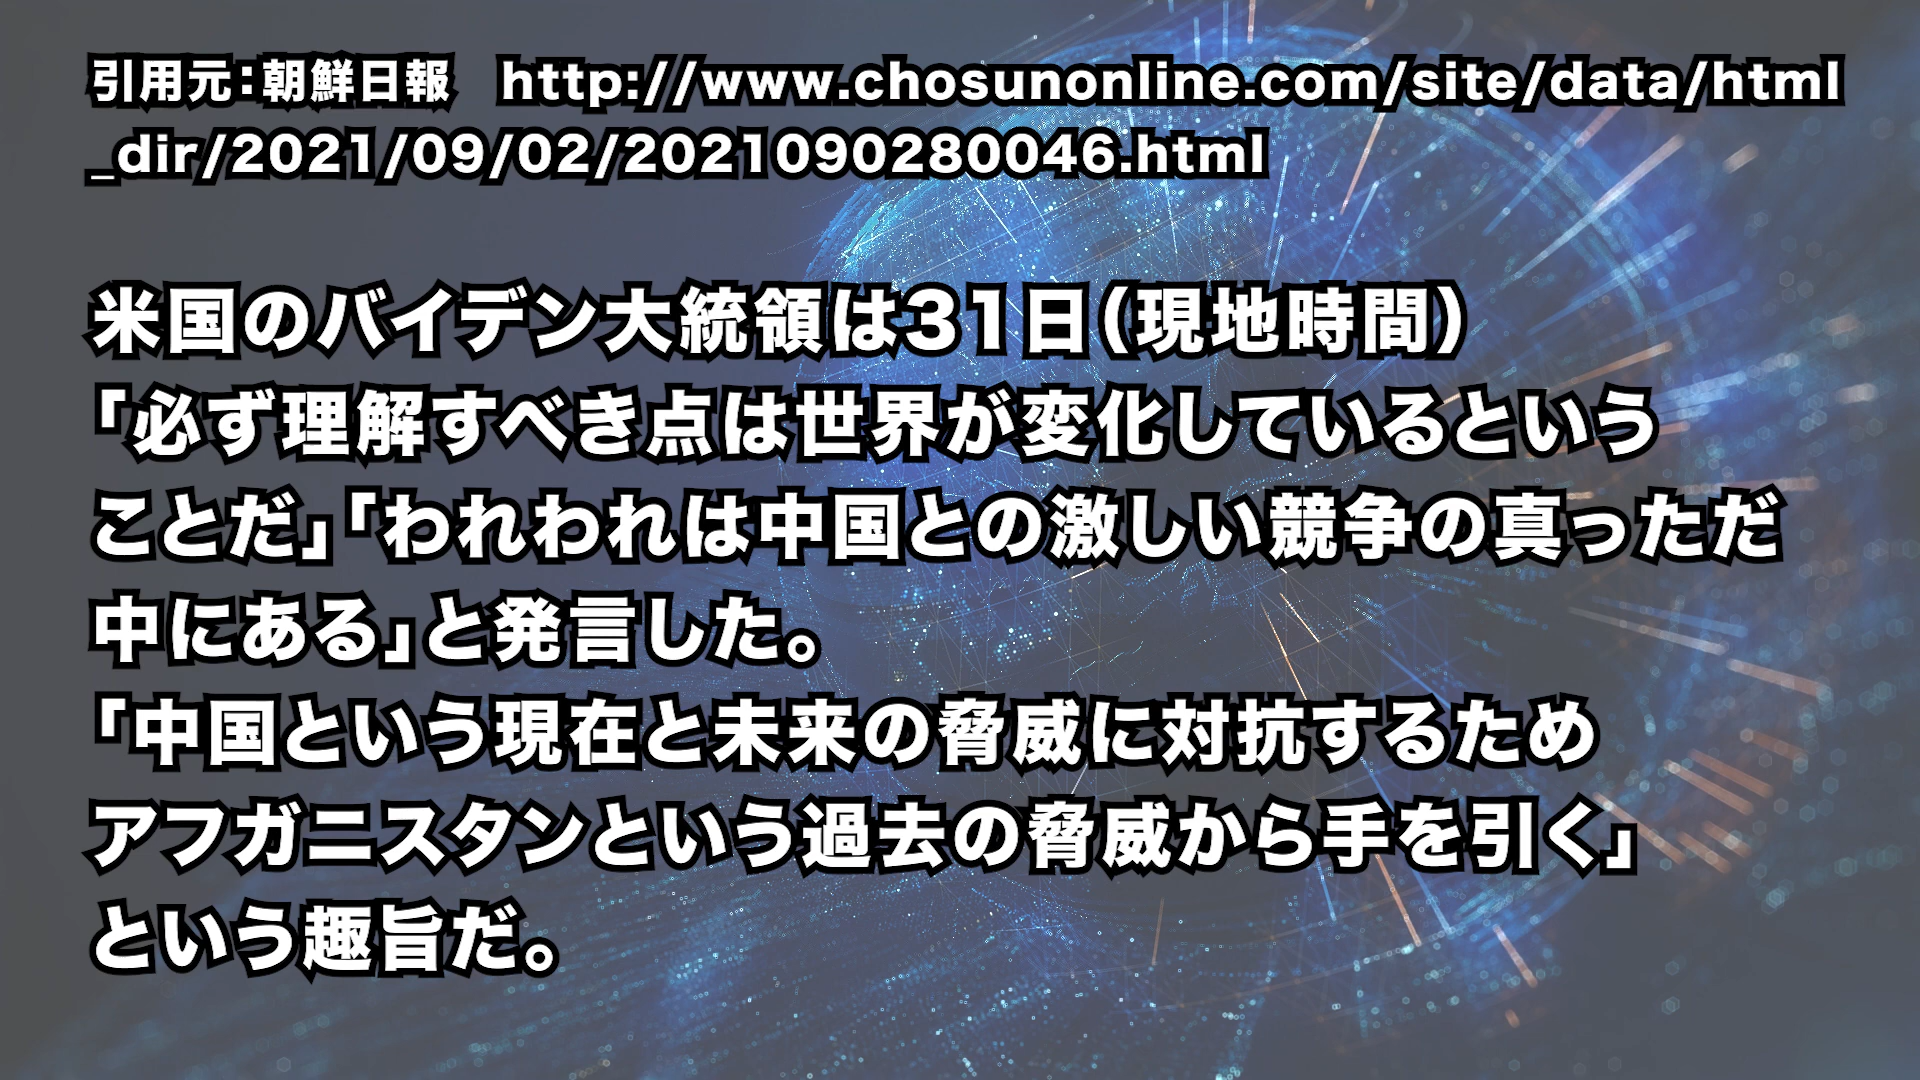 引用元：朝鮮日報　http://www.chosunonline.com/site/data/html
_dir/2021/09/02/2021090280046.html
米国のバイデン大統領は31日（現地時間）
「必ず理解すべき点は世界が変化しているという
ことだ」「われわれは中国との激しい競争の真っただ
中にある」と発言した。
「中国という現在と未来の脅威に対抗するため
アフガニスタンという過去の脅威から手を引く」
という趣旨だ。